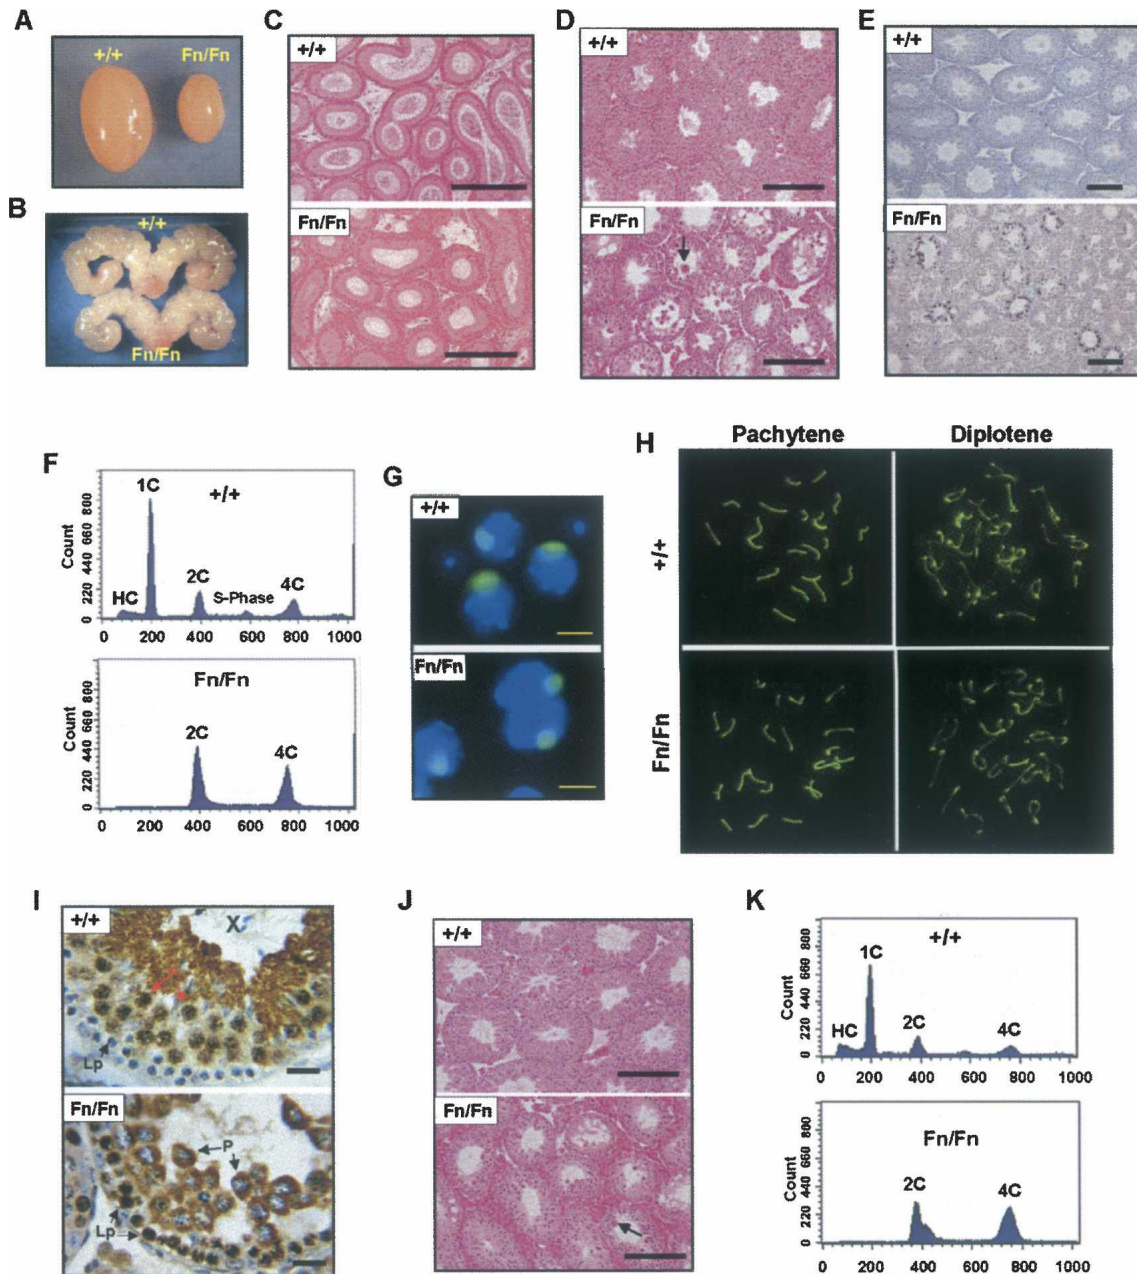 A
+/+
Fn/Fn
B
+/+
Fn/Fn
C
+/+
Fn/Fn
D
+/+
Fn/Fn
E
+/+
Fn/Fn
F
1C
+/+
HC
2C
S-Phase
4C
Count
0 220 440 660 800
0 200 400 600 800 1000
Fn/Fn
2C
4C
Count
0 220 440 660 800
0 200 400 600 800 1000
G
+/+
Fn/Fn
H
Pachytene
Diplotene
+/+
Fn/Fn
I
+/+
X
Lp
Fn/Fn
P
Lp
J
+/+
Fn/Fn
K
1C
+/+
HC
2C
4C
Count
0 220 440 660 800
0 200 400 600 800 1000
Fn/Fn
2C
4C
Count
0 220 440 660 800
0 200 400 600 800 1000